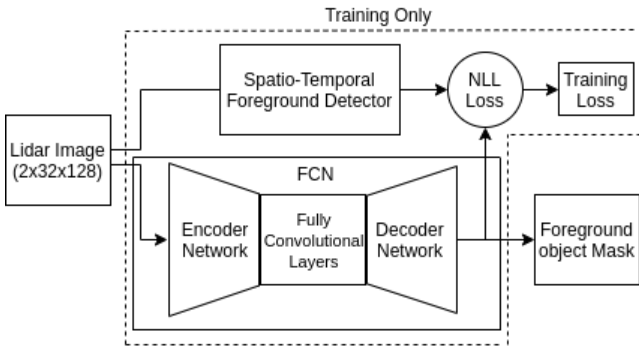 Training Only
Spatio-Temporal
Foreground Detector
NLL
Loss
Training
Loss
Lidar Image
(2x32x128)
FCN
Encoder
Network
Fully
Convolutional
Layers
Decoder
Network
Foreground
object Mask